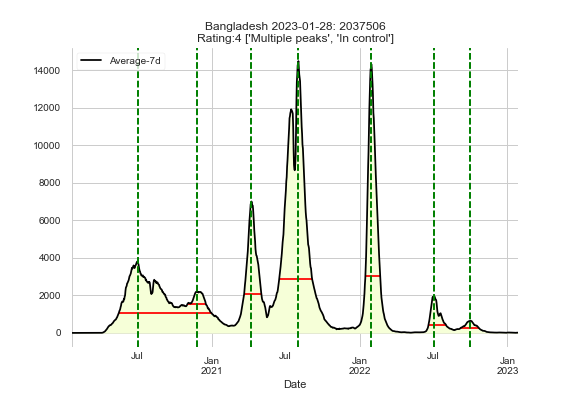 Bangladesh 2023-01-28: 2037506
Rating:4 ['Multiple peaks', 'In control']
Average-7d
14000
12000
10000
8000
6000
4000
2000
0
Jul
Jan
2021
Jul
Jan
2022
Jul
Jan
2023
Date